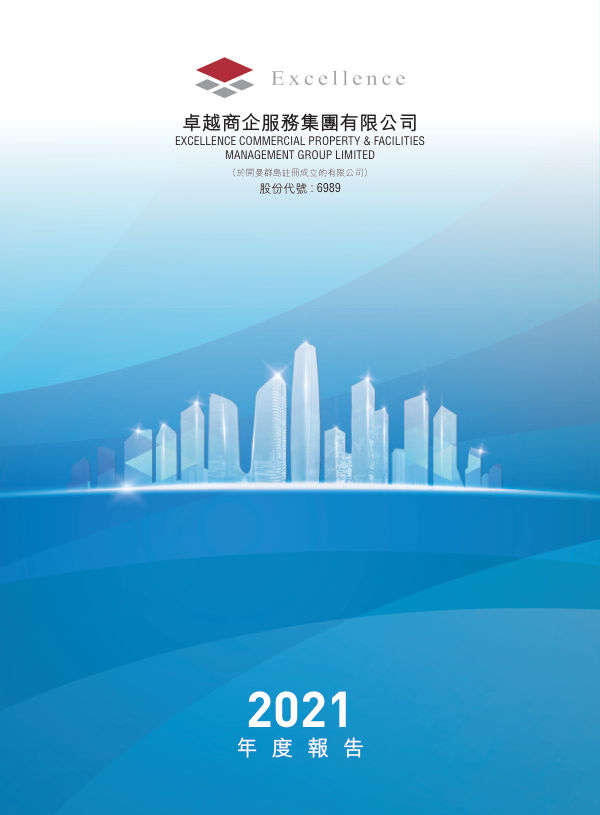 Excellence
卓越商企服務集團有限公司
EXCELLENCE COMMERCIAL PROPERTY & FACILITIES
MANAGEMENT GROUP LIMITED
（於開曼群島註冊成立的有限公司）
股份代號 : 6989
2021
年度報告